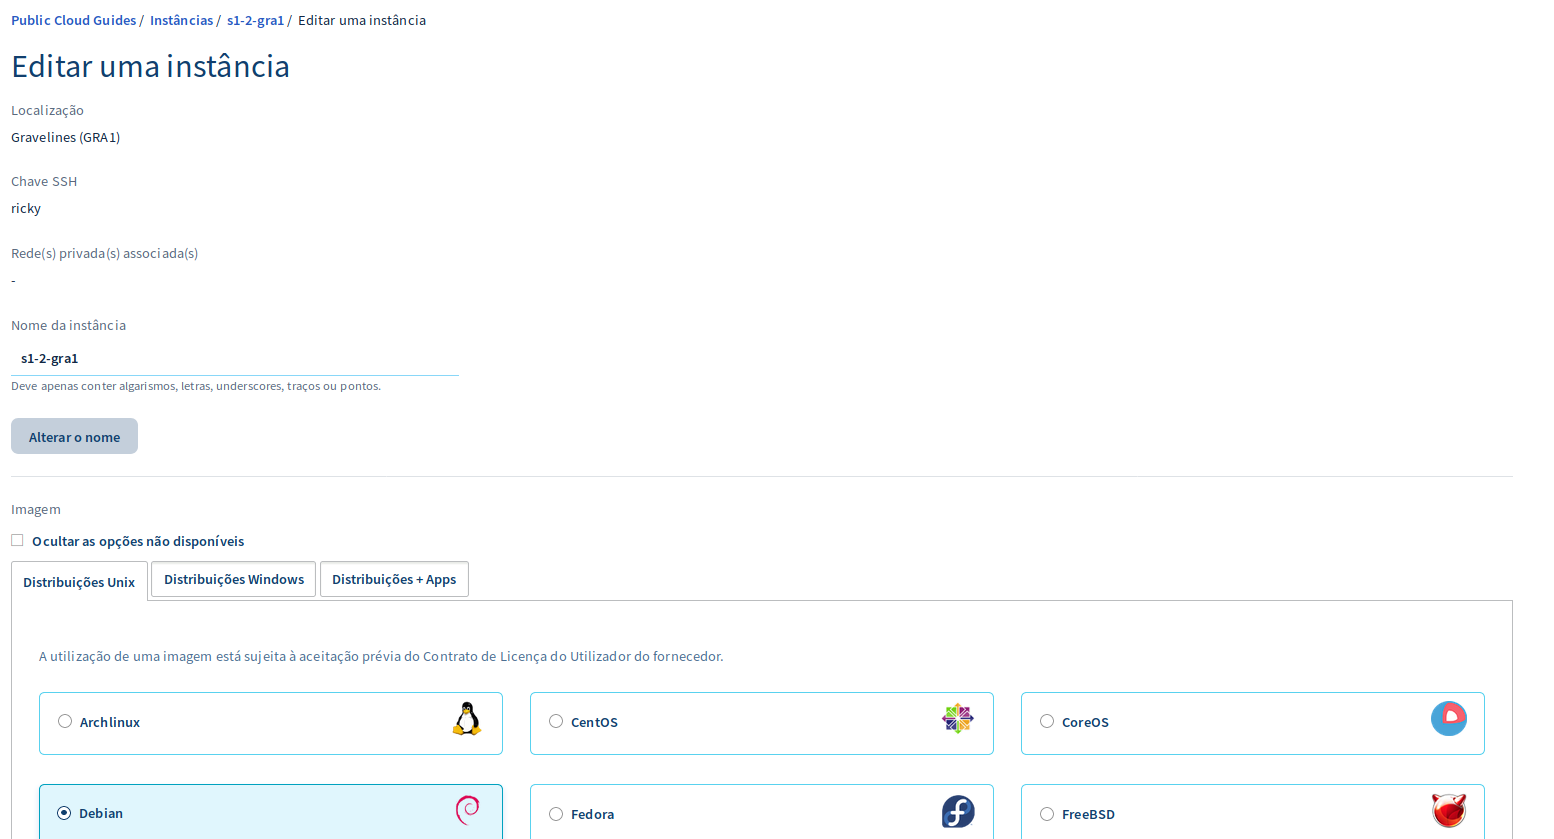 Public Cloud Guides / Instâncias / s1-2-gra1 / Editar uma instância
Editar uma instância
Localização
Gravelines (GRA1)
Chave SSH
ricky
Rede(s) privada(s) associada(s)
-
Nome da instância
s1-2-gra1
Deve apenas conter algarismos, letras, underscores, traços ou pontos.
Alterar o nome
Imagem
Ocultar as opções não disponíveis
Distribuições Unix Distribuições Windows Distribuições + Apps
A utilização de uma imagem está sujeita à aceitação prévia do Contrato de Licença do Utilizador do fornecedor.
Archlinux CentOS CoreOS
Debian Fedora FreeBSD